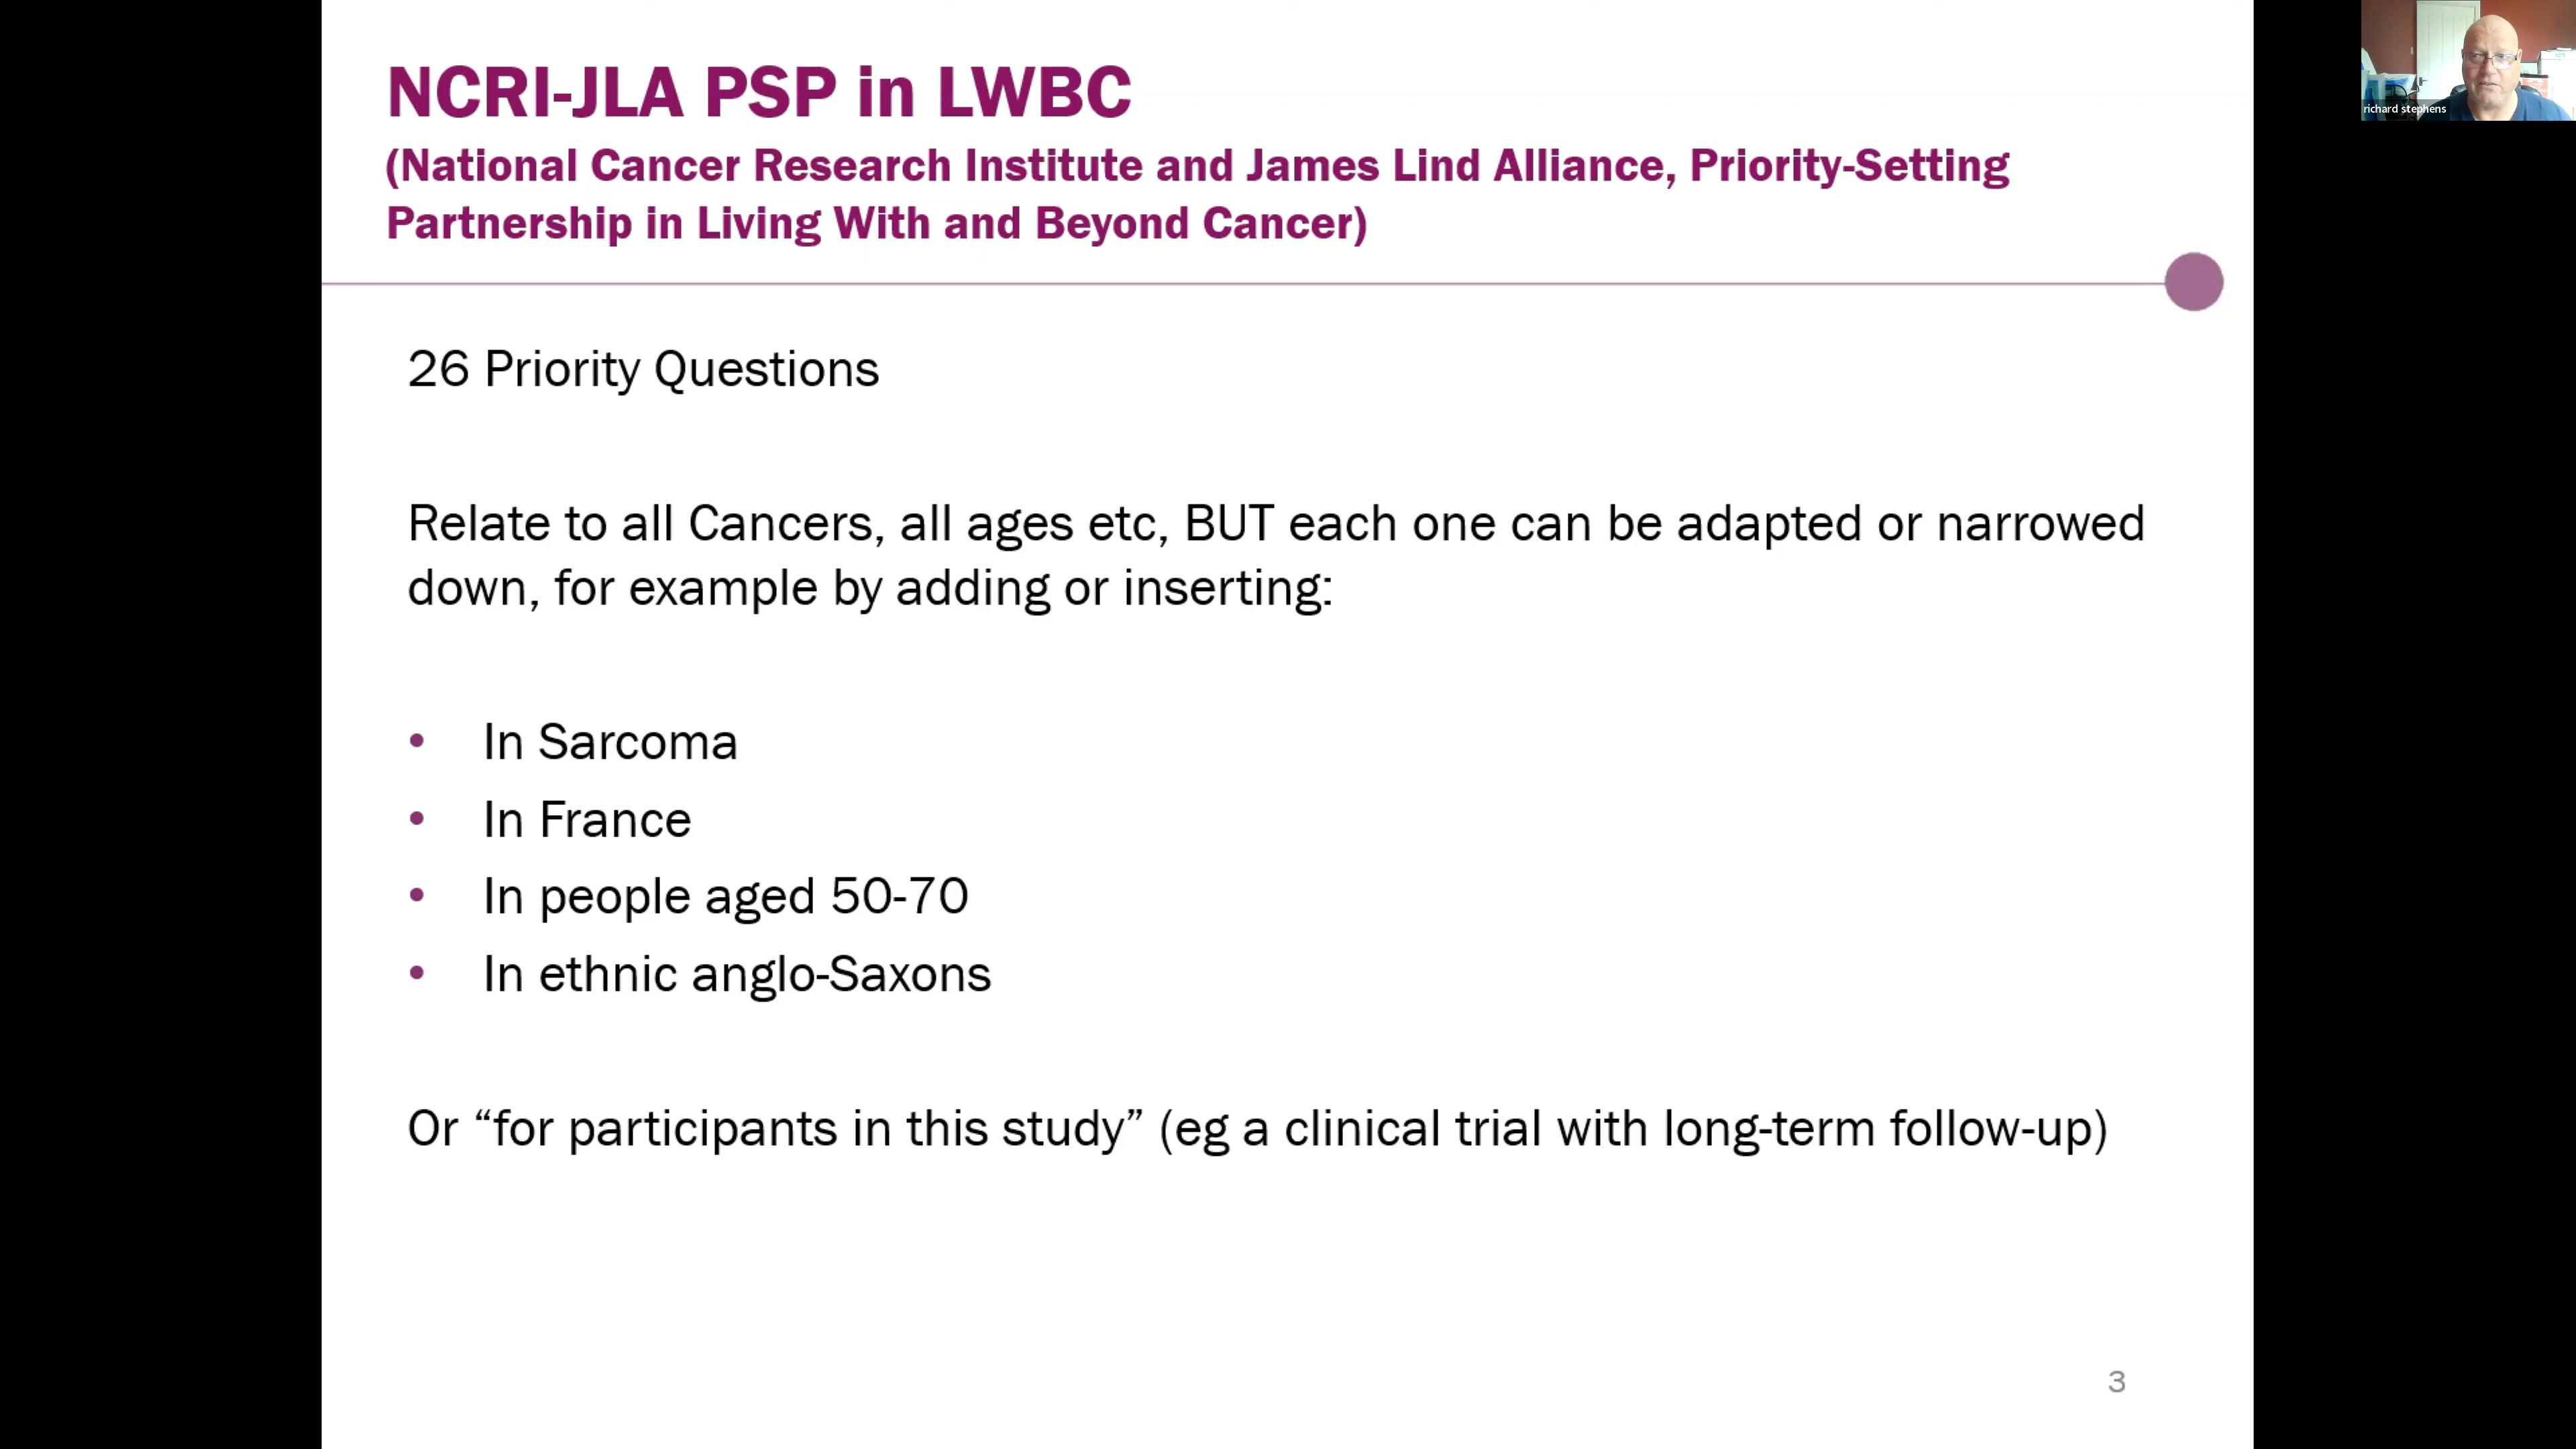 NCRI-JLA PSP in LWBC
(National Cancer Research Institute and James Lind Alliance, Priority-Setting
Partnership in Living With and Beyond Cancer)
richard stephens
26 Priority Questions
Relate to all Cancers, all ages etc, BUT each one can be adapted or narrowed
down, for example by adding or inserting:
• In Sarcoma
• In France
• In people aged 50-70
• In ethnic anglo-Saxons
Or “for participants in this study” (eg a clinical trial with long-term follow-up)
3